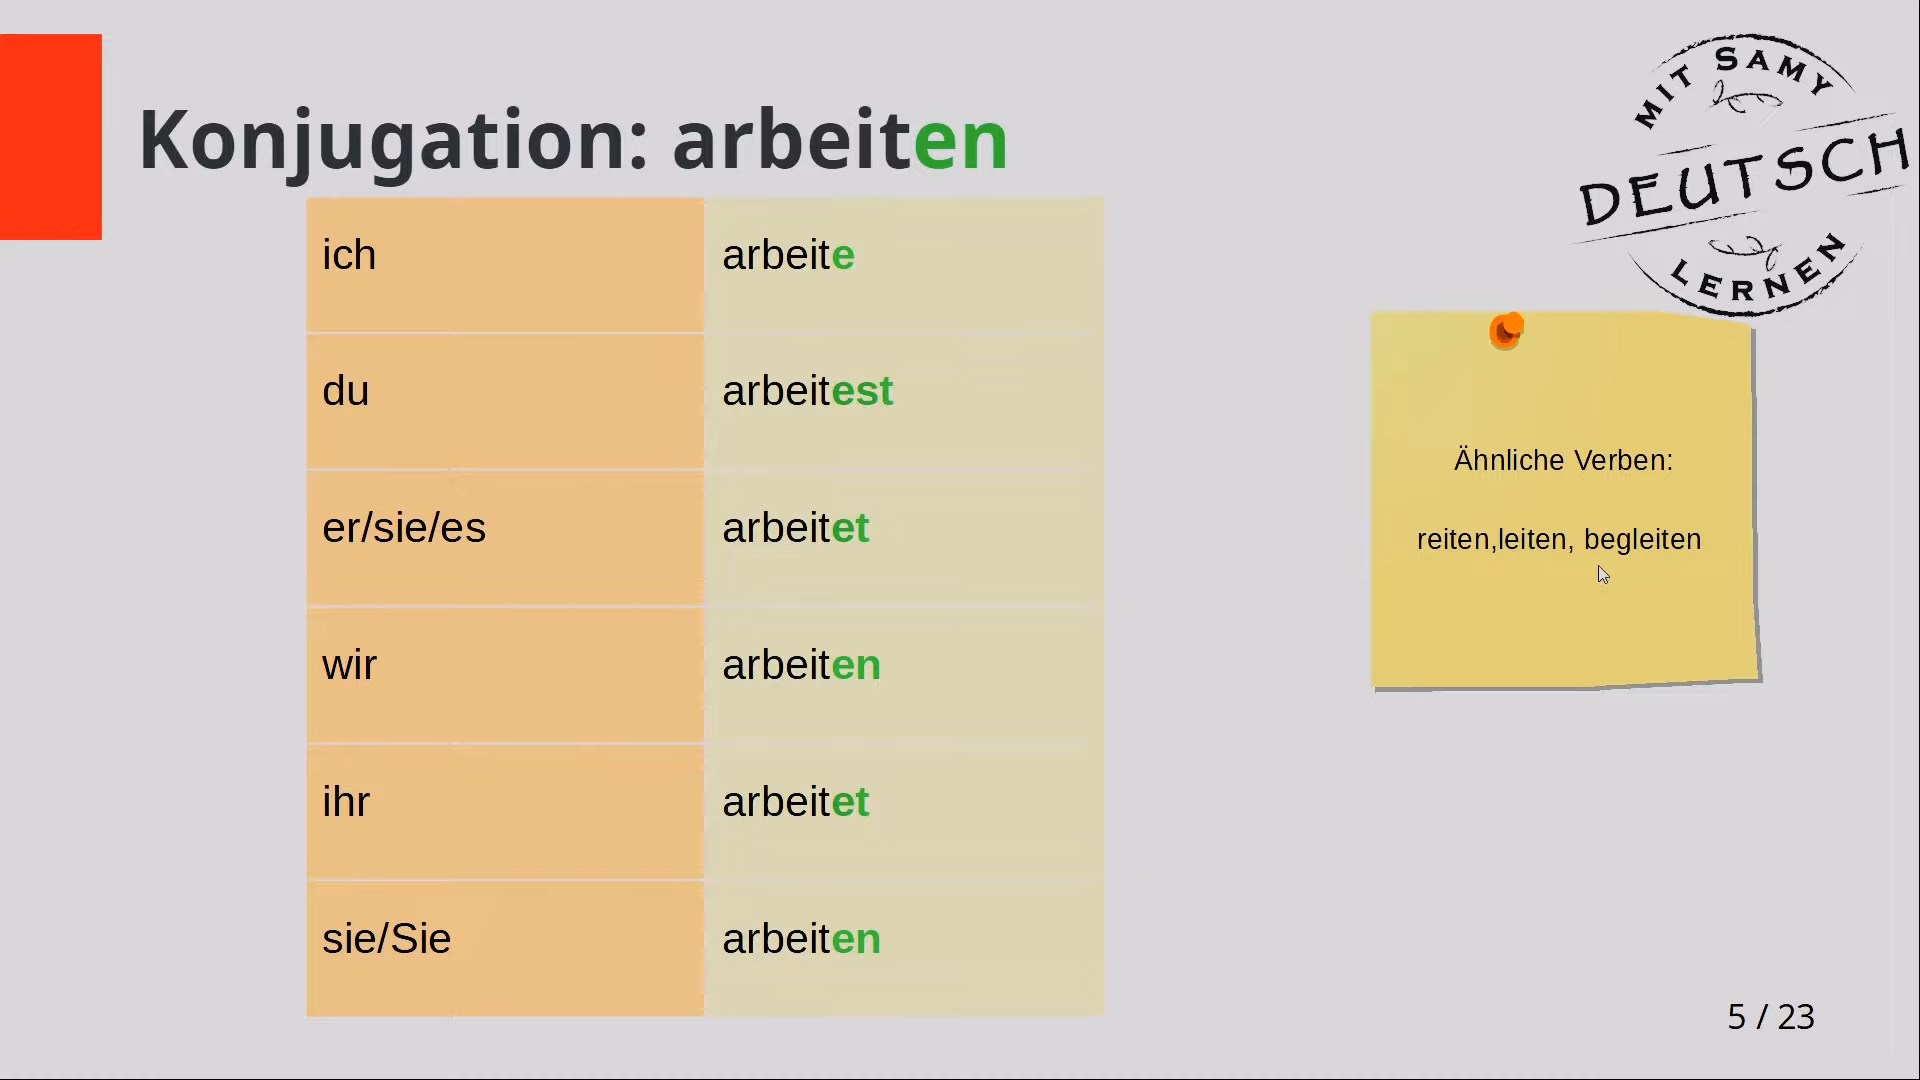 MIT SAMY
DEUTSCH
LERNEN
Konjugation: arbeiten
ich arbeite
du arbeitest
er/sie/es arbeitet
wir arbeiten
ihr arbeitet
sie/Sie arbeiten
Ähnliche Verben:
reiten,leiten, begleiten
5 / 23